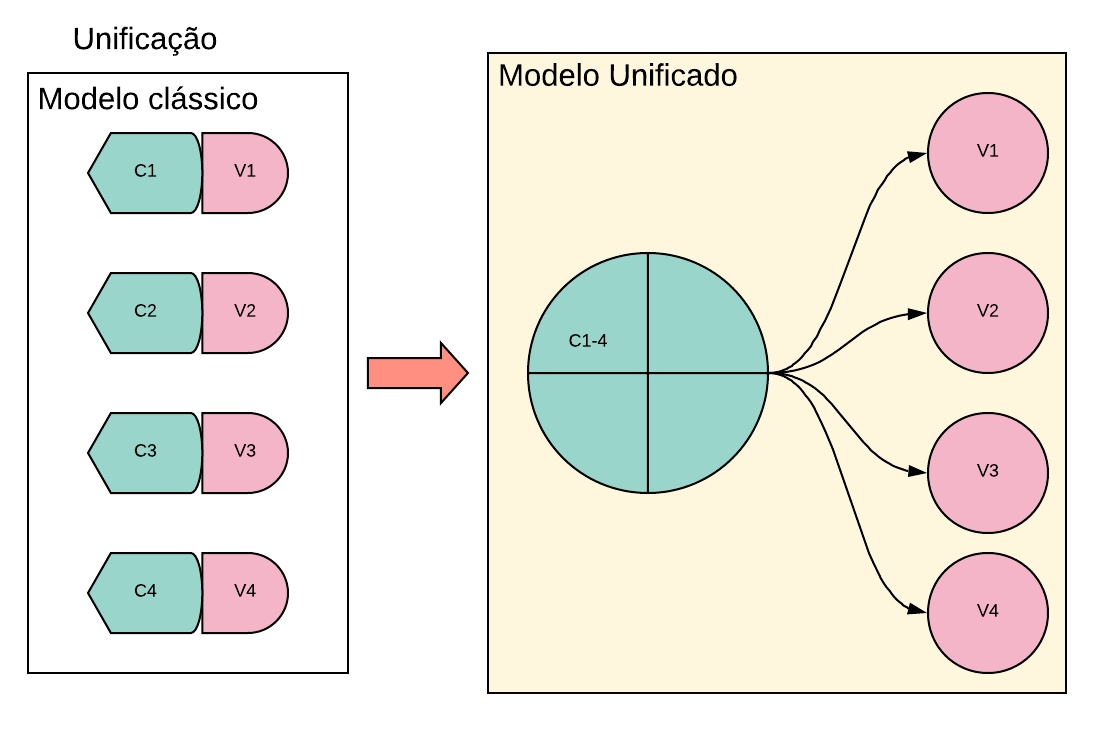 Unificação
Modelo clássico
C1 V1
C2 V2
C3 V3
C4 V4
Modelo Unificado
C1-4
V1
V2
V3
V4